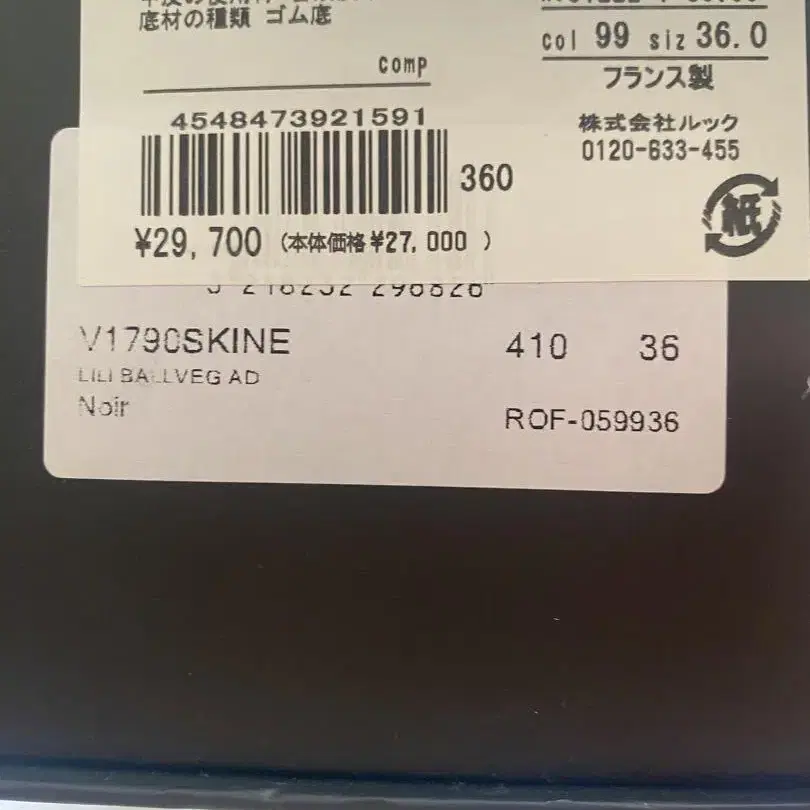 底材の種類 ゴム底
comp
4548473921591
360
¥29,700 (本体価格¥27,000 )
col 99 siz 36.0
フランス製
株式会社ルック
0120-633-455
紙
V1790SKINE 410 36
LILI BALLVEG AD
Noir ROF-059936